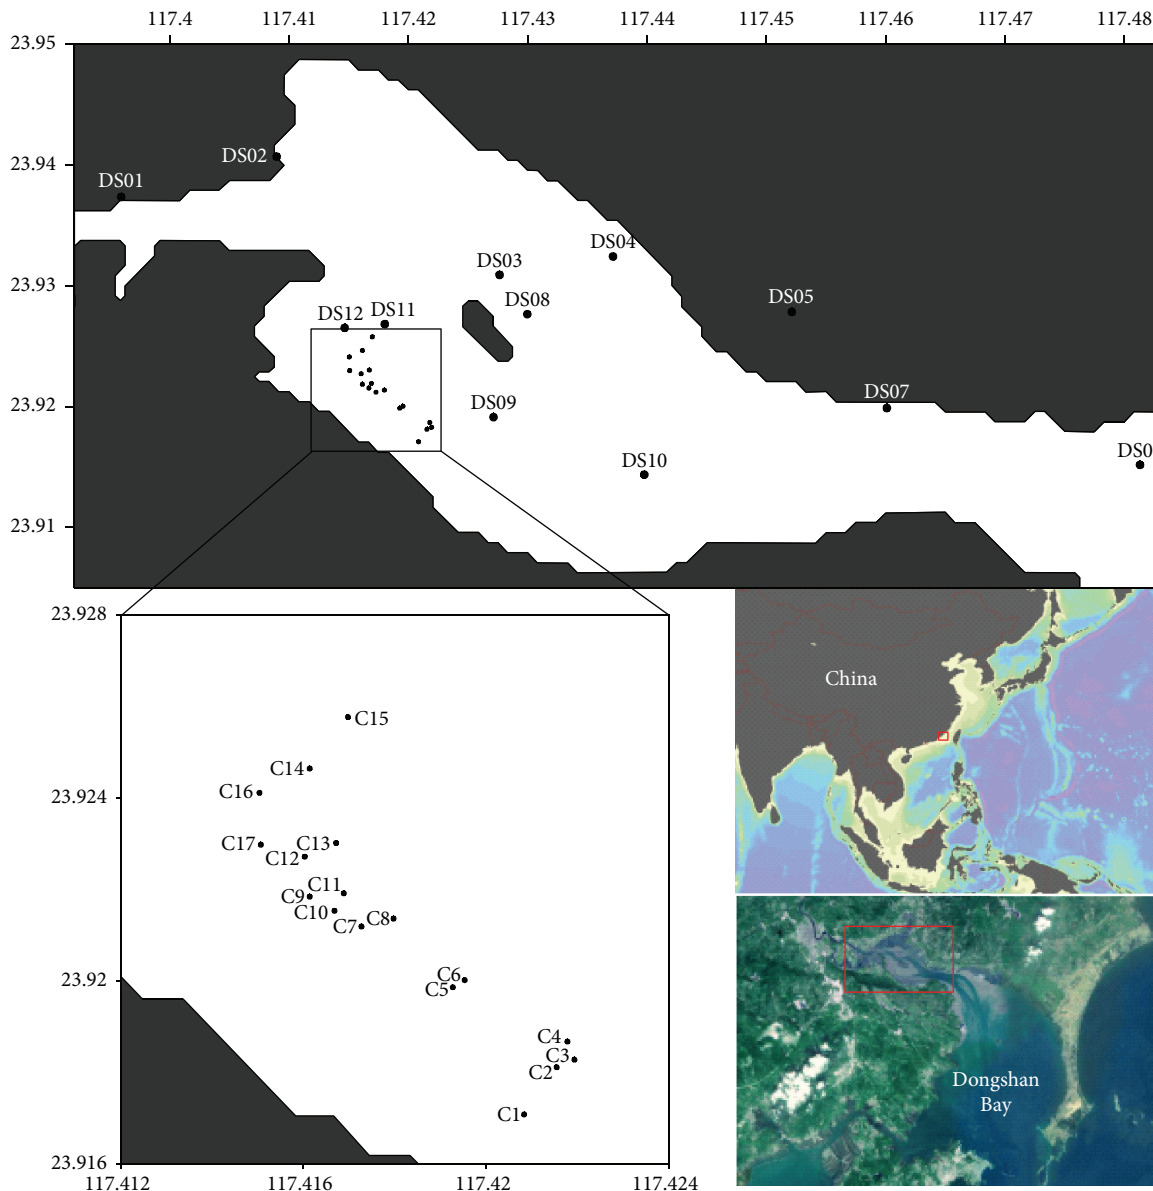 117.4 117.41 117.42 117.43 117.44 117.45 117.46 117.47 117.48
23.95
DS02
23.94
DS01
DS04
DS03
23.93
DS08
DS05
DS12 DS11
DS07
23.92
DS09
DS10
DS0
23.91
23.928
C15
C14
23.924
C16
C17
C13
C12
C11
C9
C10
C8
C7
23.92
C6
C5
C4
C3
C2
C1
23.916
117.412 117.416 117.42 117.424
China
Dongshan
Bay